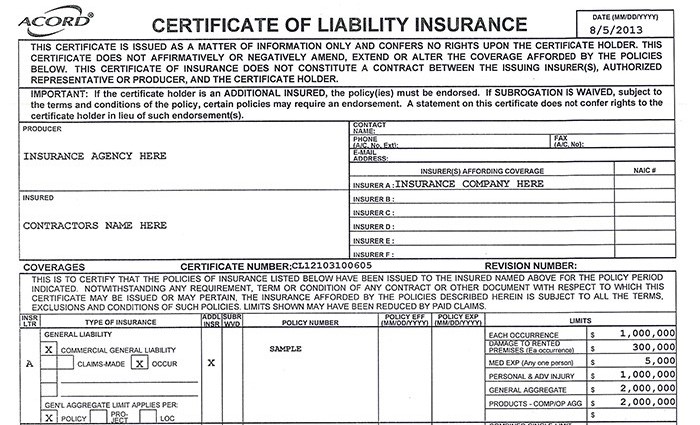 ACORD®
CERTIFICATE OF LIABILITY INSURANCE
DATE (MM/DD/YYYY)
8/5/2013
THIS CERTIFICATE IS ISSUED AS A MATTER OF INFORMATION ONLY AND CONFERS NO RIGHTS UPON THE CERTIFICATE HOLDER. THIS
CERTIFICATE DOES NOT AFFIRMATIVELY OR NEGATIVELY AMEND, EXTEND OR ALTER THE COVERAGE AFFORDED BY THE POLICIES
BELOW. THIS CERTIFICATE OF INSURANCE DOES NOT CONSTITUTE A CONTRACT BETWEEN THE ISSUING INSURER(S), AUTHORIZED
REPRESENTATIVE OR PRODUCER, AND THE CERTIFICATE HOLDER.
IMPORTANT: If the certificate holder is an ADDITIONAL INSURED, the policy(ies) must be endorsed. If SUBROGATION IS WAIVED, subject to
the terms and conditions of the policy, certain policies may require an endorsement. A statement on this certificate does not confer rights to the
certificate holder in lieu of such endorsement(s).
PRODUCER
INSURANCE AGENCY HERE
CONTACT
NAME:
PHONE
(A/C, No, Ext):
FAX
(A/C, No):
E-MAIL
ADDRESS:
INSURER(S) AFFORDING COVERAGE
NAIC #
INSURER A : INSURANCE COMPANY HERE
INSURED
CONTRACTORS NAME HERE
INSURER B :
INSURER C :
INSURER D :
INSURER E :
INSURER F :
COVERAGES
CERTIFICATE NUMBER:CL12103100605
REVISION NUMBER:
THIS IS TO CERTIFY THAT THE POLICIES OF INSURANCE LISTED BELOW HAVE BEEN ISSUED TO THE INSURED NAMED ABOVE FOR THE POLICY PERIOD
INDICATED. NOTWITHSTANDING ANY REQUIREMENT, TERM OR CONDITION OF ANY CONTRACT OR OTHER DOCUMENT WITH RESPECT TO WHICH THIS
CERTIFICATE MAY BE ISSUED OR MAY PERTAIN, THE INSURANCE AFFORDED BY THE POLICIES DESCRIBED HEREIN IS SUBJECT TO ALL THE TERMS,
EXCLUSIONS AND CONDITIONS OF SUCH POLICIES. LIMITS SHOWN MAY HAVE BEEN REDUCED BY PAID CLAIMS.
INSR
LTR
TYPE OF INSURANCE
ADDL
INSR
SUBR
WVD
POLICY NUMBER
POLICY EFF
(MM/DD/YYYY)
POLICY EXP
(MM/DD/YYYY)
LIMITS
GENERAL LIABILITY
X COMMERCIAL GENERAL LIABILITY
A
CLAIMS-MADE X OCCUR
X
SAMPLE
GEN'L AGGREGATE LIMIT APPLIES PER:
X POLICY PRO-JECT LOC
EACH OCCURRENCE $ 1,000,000
DAMAGE TO RENTED
PREMISES (Ea occurrence) $ 300,000
MED EXP (Any one person) $ 5,000
PERSONAL & ADV INJURY $ 1,000,000
GENERAL AGGREGATE $ 2,000,000
PRODUCTS - COMP/OP AGG $ 2,000,000
$